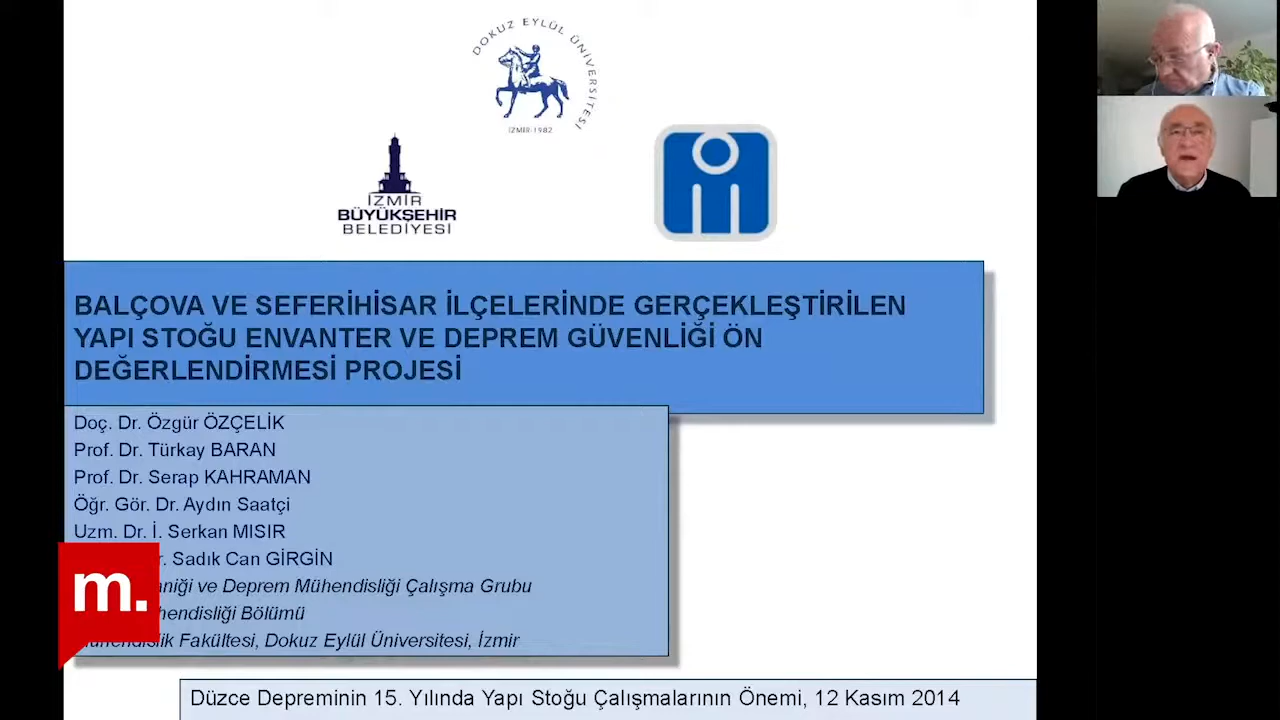 DOKUZ EYLÜL ÜNİVERSİTESİ
İZMİR-1982
İZMİR
BÜYÜKŞEHİR
BELEDİYESİ
BALÇOVA VE SEFERİHİSAR İLÇELERİNDE GERÇEKLEŞTİRİLEN
YAPI STOĞU ENVANTER VE DEPREM GÜVENLİĞİ ÖN
DEĞERLENDİRMESİ PROJESİ
Doç. Dr. Özgür ÖZÇELİK
Prof. Dr. Türkay BARAN
Prof. Dr. Serap KAHRAMAN
Öğr. Gör. Dr. Aydın Saatçi
Uzm. Dr. İ. Serkan MISIR
Sadık Can GİRGİN
ve Deprem Mühendisliği Çalışma Grubu
Bölümü
Fakültesi, Dokuz Eylül Üniversitesi, İzmir
m.
Düzce Depreminin 15. Yılında Yapı Stoğu Çalışmalarının Önemi, 12 Kasım 2014